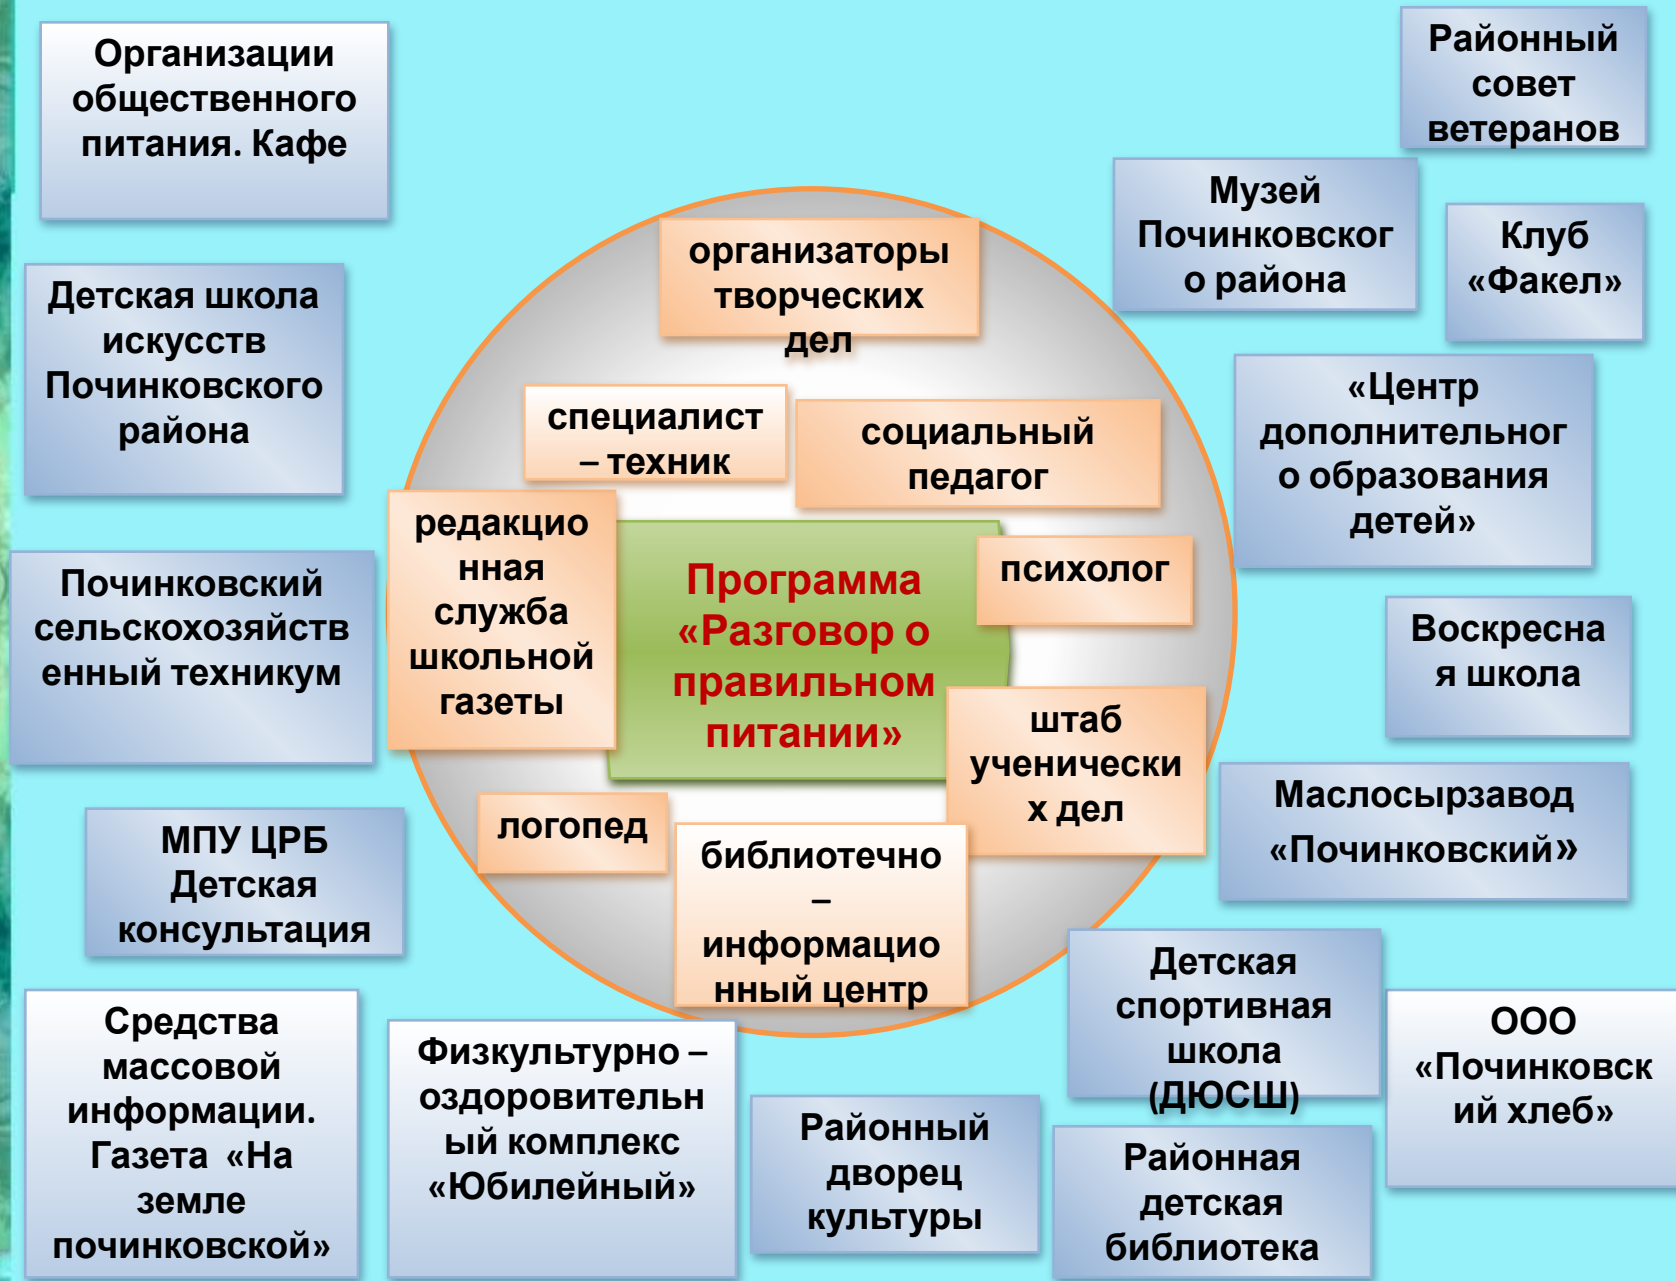 Организации
общественного
питания. Кафе
Районный
совет
ветеранов
Музей
Починковског
о района
Клуб
«Факел»
организаторы
творческих
дел
Детская школа
искусств
Починковского
района
специалист
– техник
социальный
педагог
«Центр
дополнительног
о образования
детей»
редакцио
нная
служба
школьной
газеты
Программа
«Разговор о
правильном
питании»
психолог
Починковский
сельскохозяйств
енный техникум
Воскресна
я школа
штаб
ученически
х дел
Маслосырзавод
«Починковский»
логопед
МПУ ЦРБ
Детская
консультация
библиотечно
–
информацио
нный центр
Детская
спортивная
школа
(ДЮСШ)
ООО
«Починковск
ий хлеб»
Средства
массовой
информации.
Газета «На
земле
починковской»
Физкультурно –
оздоровительн
ый комплекс
«Юбилейный»
Районный
дворец
культуры
Районная
детская
библиотека